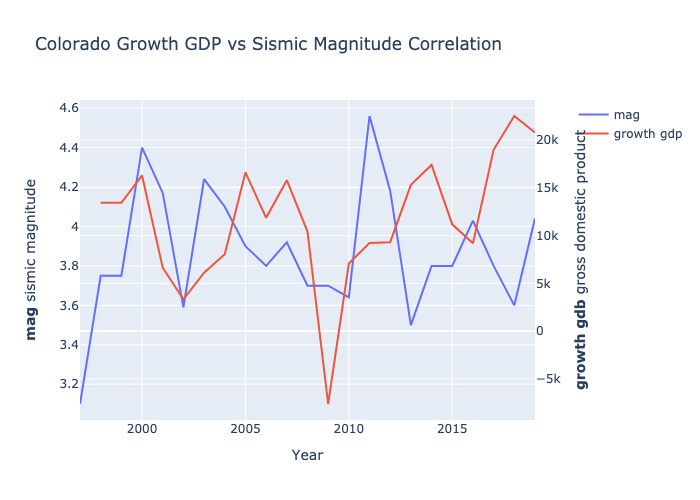 Colorado Growth GDP vs Sismic Magnitude Correlation
mag
growth gdp
4.6
4.4
4.2
4
3.8
3.6
3.4
3.2
mag sismic magnitude
20k
15k
10k
5k
0
−5k
growth gdb gross domestic product
2000
2005
2010
2015
Year